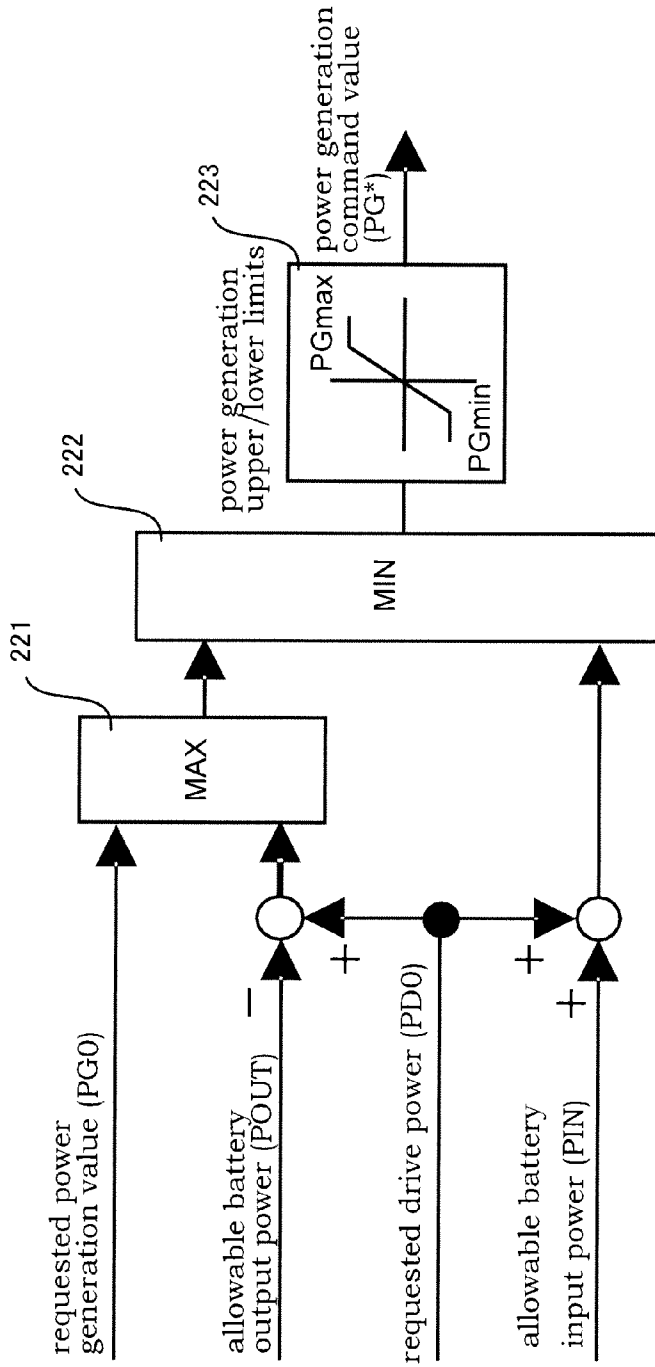 requested power
generation value (PG0)
allowable battery
output power (POUT)
requested drive power (PD0)
allowable battery
input power (PIN)
−
+
+
+
221
MAX
222
MIN
power generation
upper/lower limits
223
PGmax
PGmin
power generation
command value
(PG*)